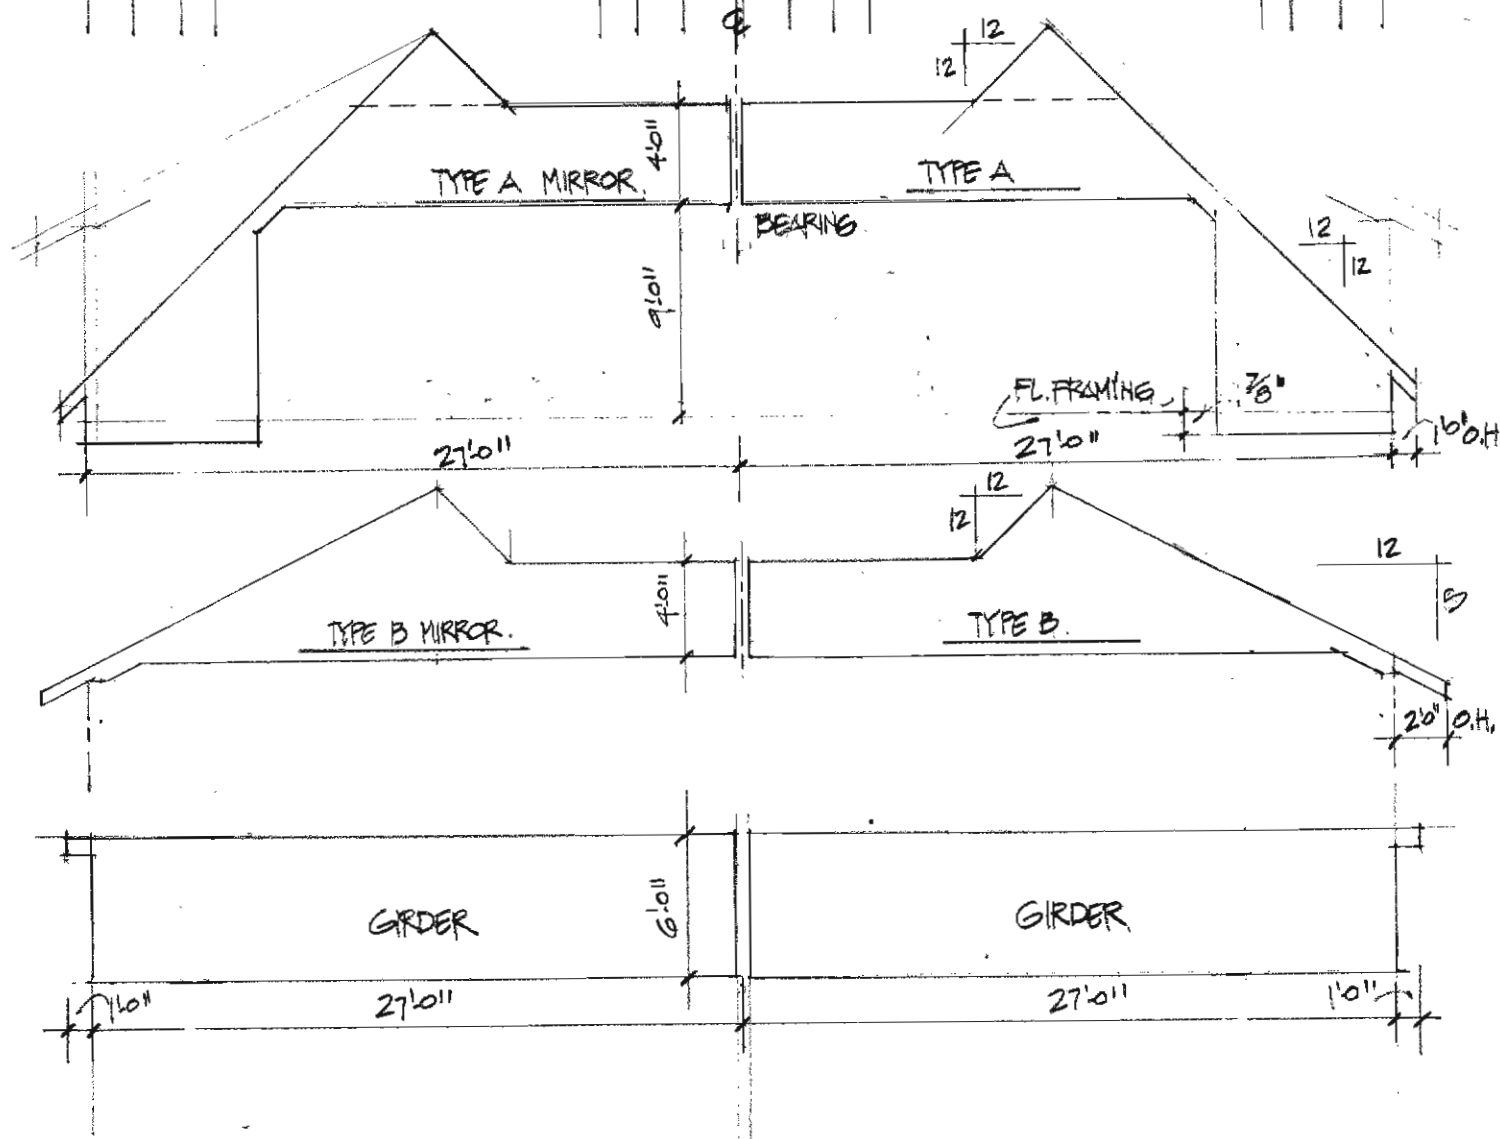 ℄
12
12
4'-0"
TYPE A MIRROR.
TYPE A
BEARING
12
12
9'-0"
FL. FRAMING
7/8"
27'-0"
27'-0"
1'0" O.H
12
12
12
5
4'-0"
TYPE B MIRROR.
TYPE B.
2'0" O.H.
6'-0"
GIRDER
GIRDER
1'-0"
27'-0"
27'-0"
1'-0"